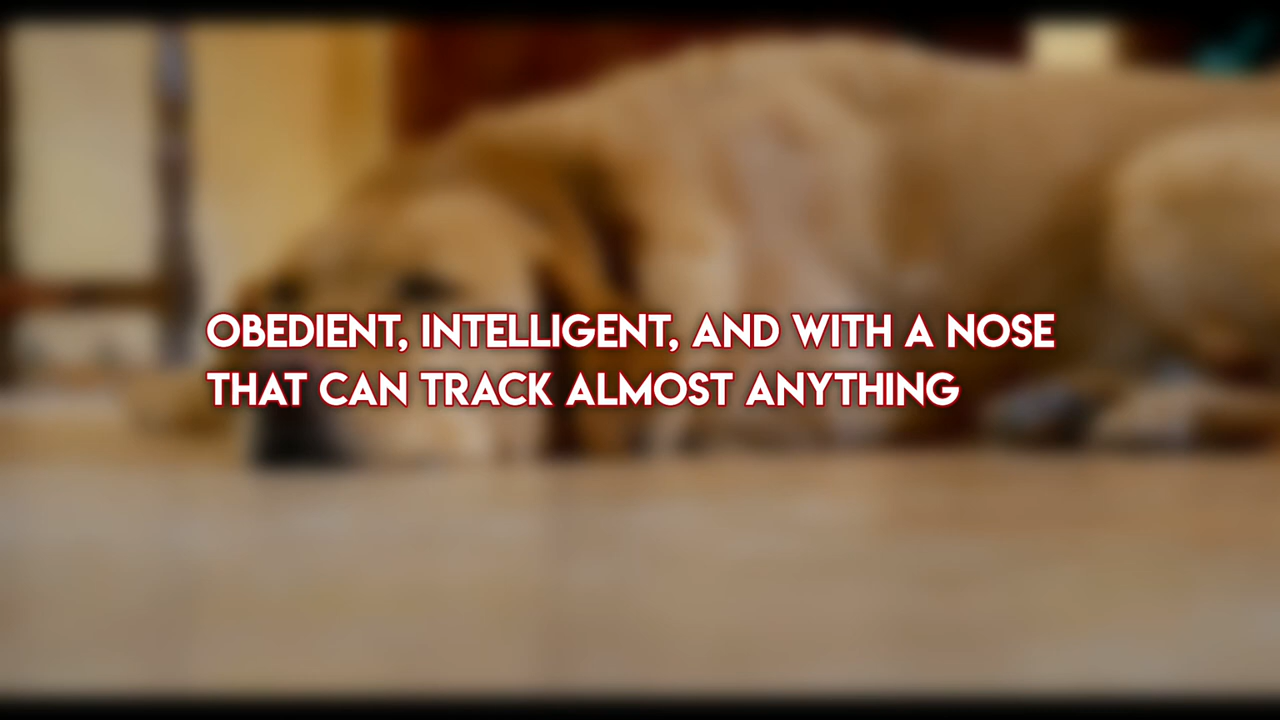 OBEDIENT, INTELLIGENT, AND WITH A NOSE
THAT CAN TRACK ALMOST ANYTHING